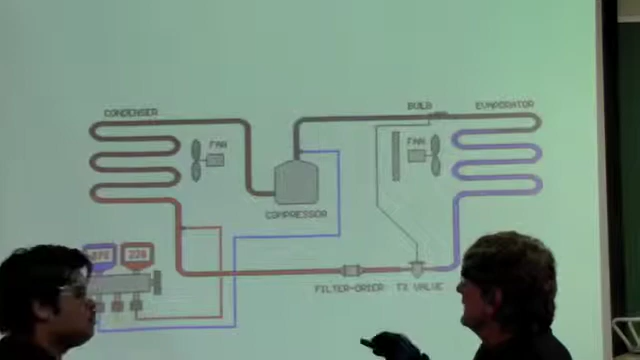 CONDENSER
BULB
EVAPORATOR
FAN
FAN
COMPRESSOR
FILTER-DRIER
TX VALVE